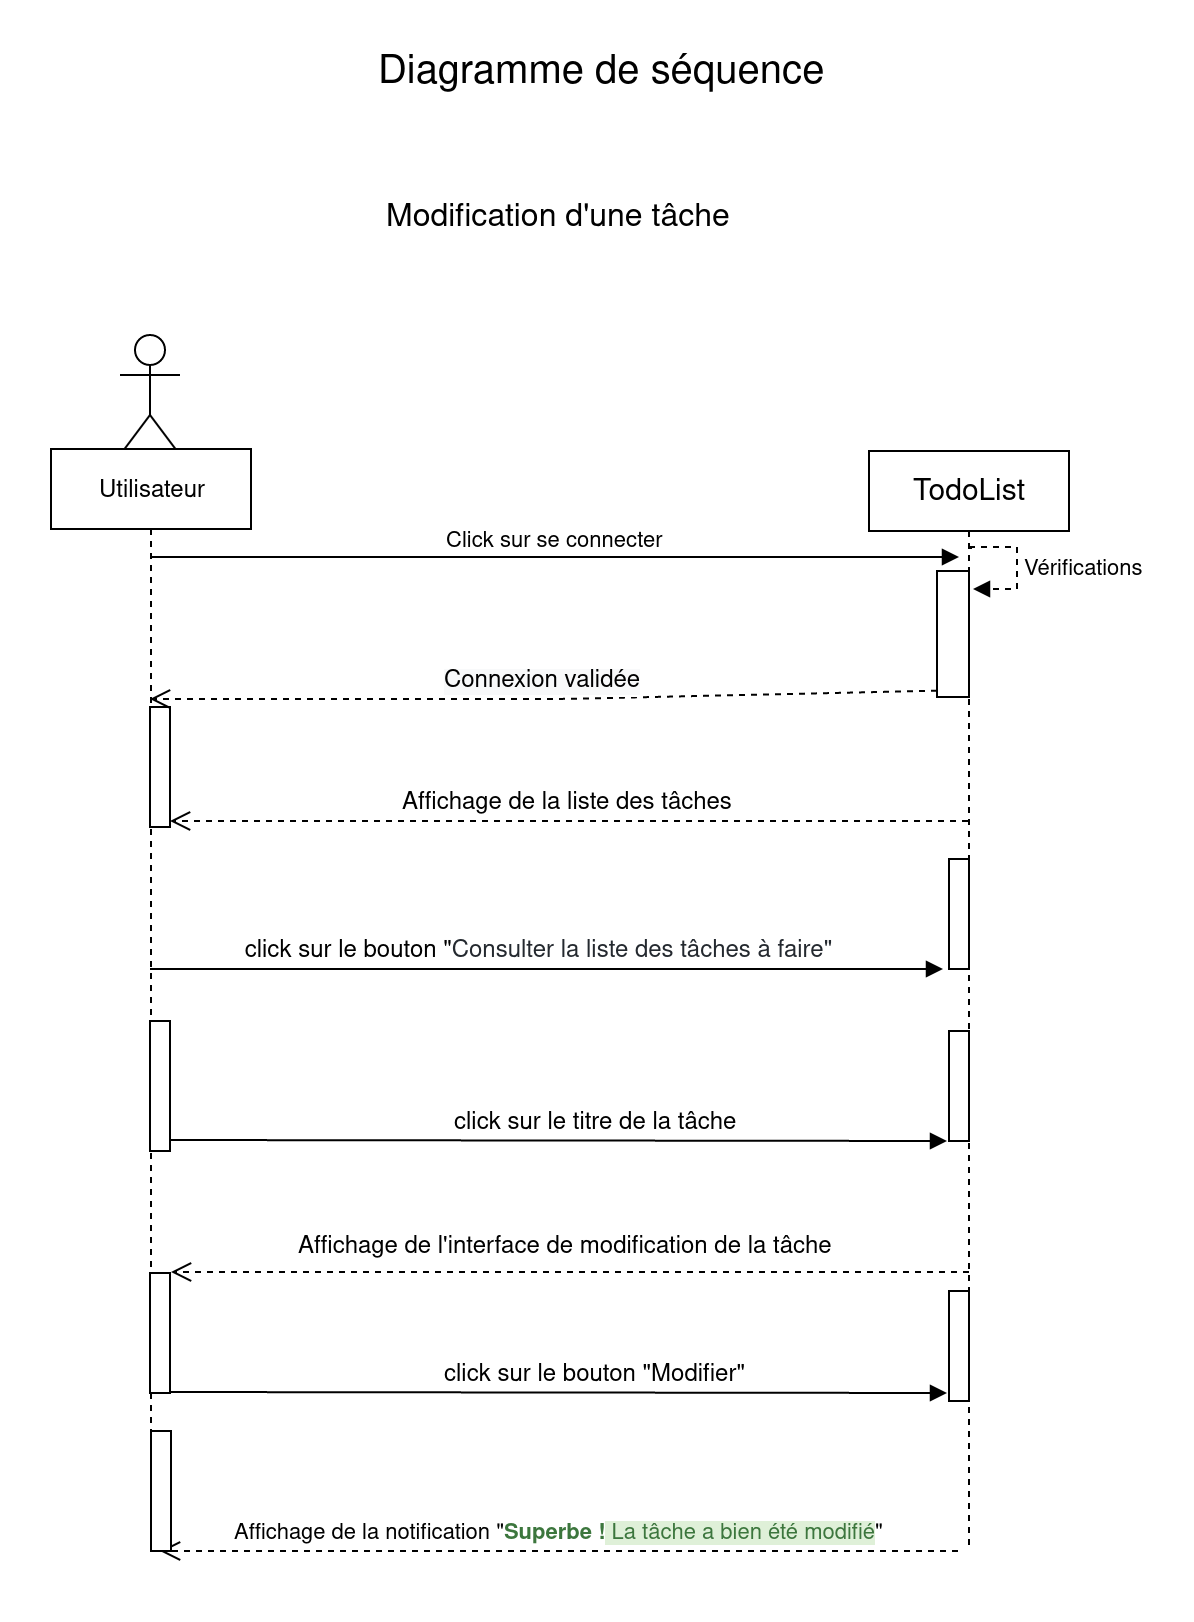 Diagramme de séquence
Modification d'une tâche
Utilisateur
TodoList
Click sur se connecter
Vérifications
Connexion validée
Affichage de la liste des tâches
click sur le bouton "Consulter la liste des tâches à faire"
click sur le titre de la tâche
Affichage de l'interface de modification de la tâche
click sur le bouton "Modifier"
Affichage de la notification "Superbe ! La tâche a bien été modifié"